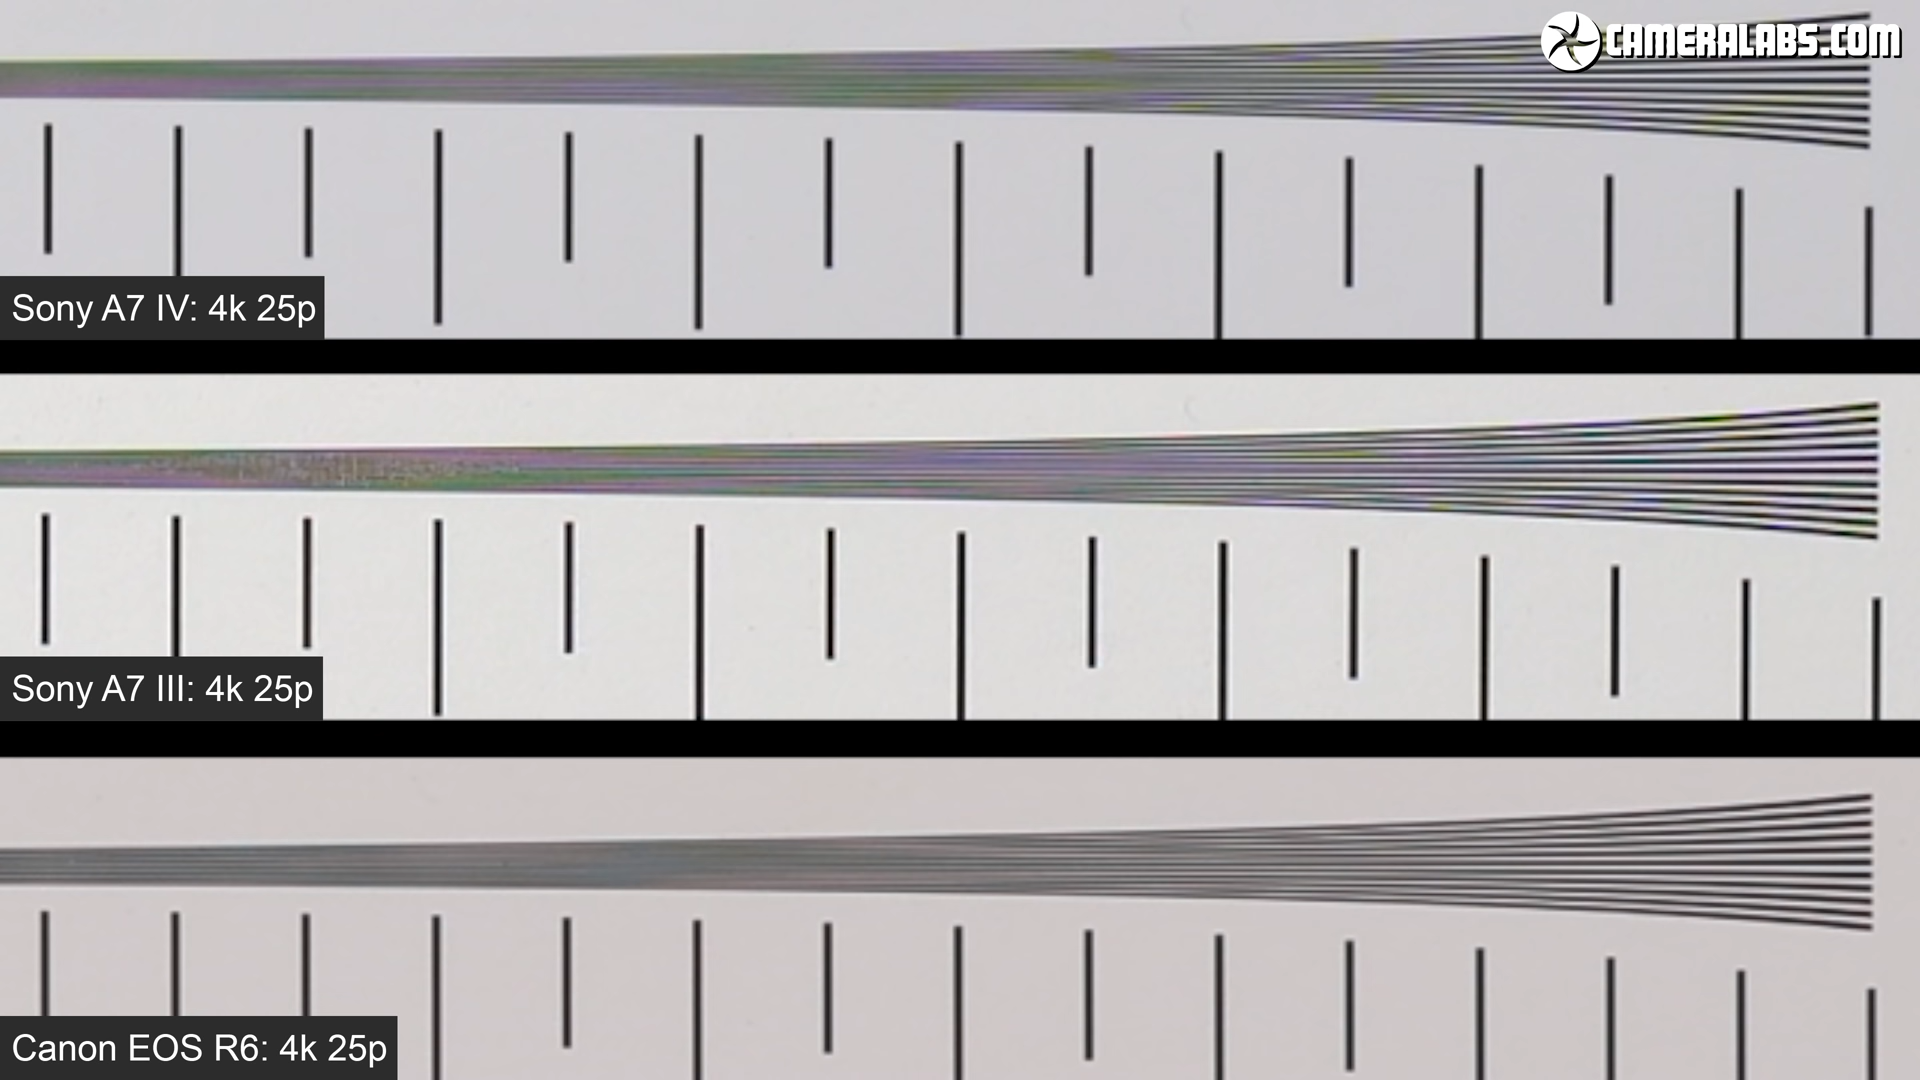 CAMERALABS.COM
Sony A7 IV: 4k 25p
Sony A7 III: 4k 25p
Canon EOS R6: 4k 25p